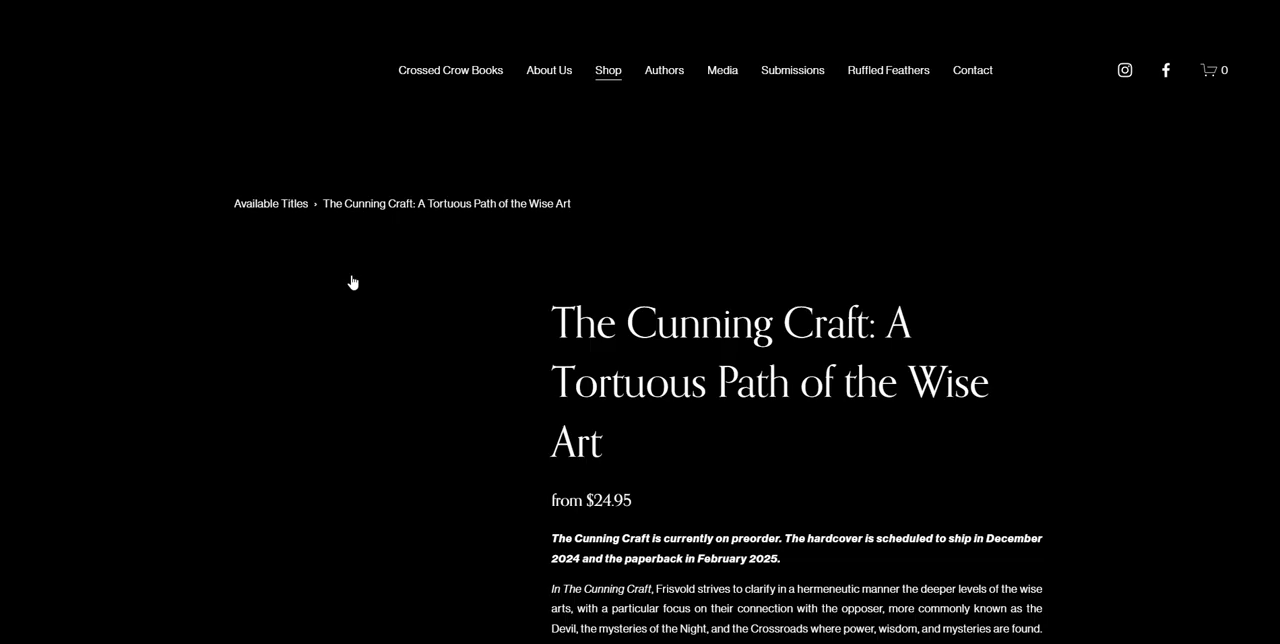 Crossed Crow Books About Us Shop Authors Media Submissions Ruffled Feathers Contact 0
Available Titles › The Cunning Craft: A Tortuous Path of the Wise Art
The Cunning Craft: A
Tortuous Path of the Wise
Art
from $24.95
The Cunning Craft is currently on preorder. The hardcover is scheduled to ship in December
2024 and the paperback in February 2025.
In The Cunning Craft, Frisvold strives to clarify in a hermeneutic manner the deeper levels of the wise
arts, with a particular focus on their connection with the opposer, more commonly known as the
Devil, the mysteries of the Night, and the Crossroads where power, wisdom, and mysteries are found.